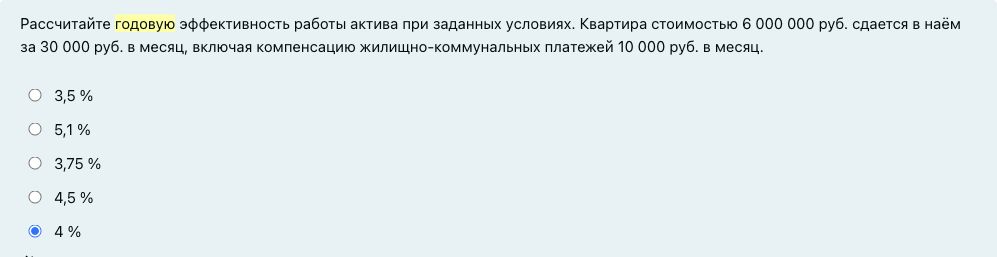 Рассчитайте годовую эффективность работы актива при заданных условиях. Квартира стоимостью 6 000 000 руб. сдается в наём
за 30 000 руб. в месяц, включая компенсацию жилищно-коммунальных платежей 10 000 руб. в месяц.
3,5 %
5,1 %
3,75 %
4,5 %
4 %